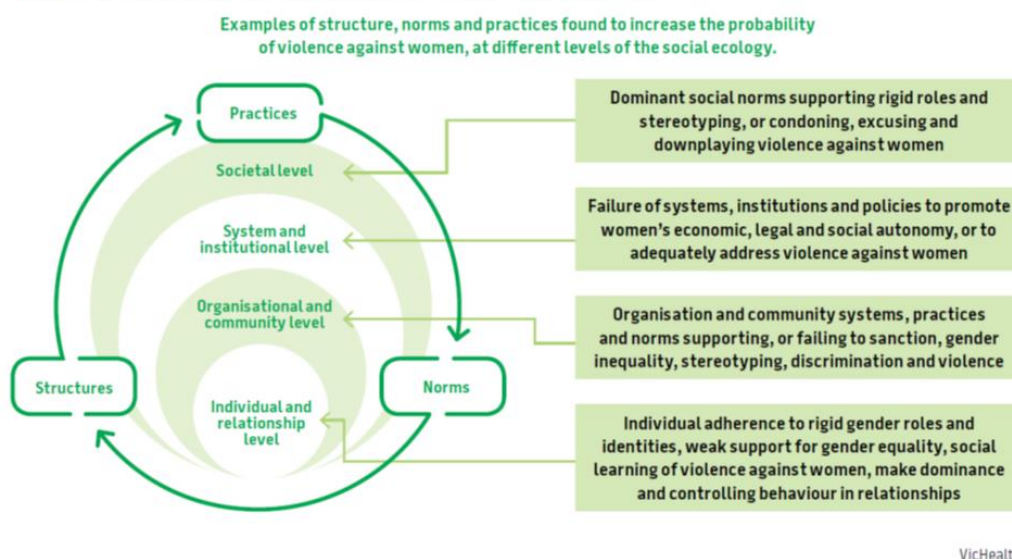 Examples of structure, norms and practices found to increase the probability
of violence against women, at different levels of the social ecology.
Practices
Societal level
System and
institutional level
Organisational and
community level
Structures
Norms
Individual and
relationship
level
Dominant social norms supporting rigid roles and
stereotyping, or condoning, excusing and
downplaying violence against women
Failure of systems, institutions and policies to promote
women's economic, legal and social autonomy, or to
adequately address violence against women
Organisation and community systems, practices
and norms supporting, or failing to sanction, gender
inequality, stereotyping, discrimination and violence
Individual adherence to rigid gender roles and
identities, weak support for gender equality, social
learning of violence against women, make dominance
and controlling behaviour in relationships
VicHealt